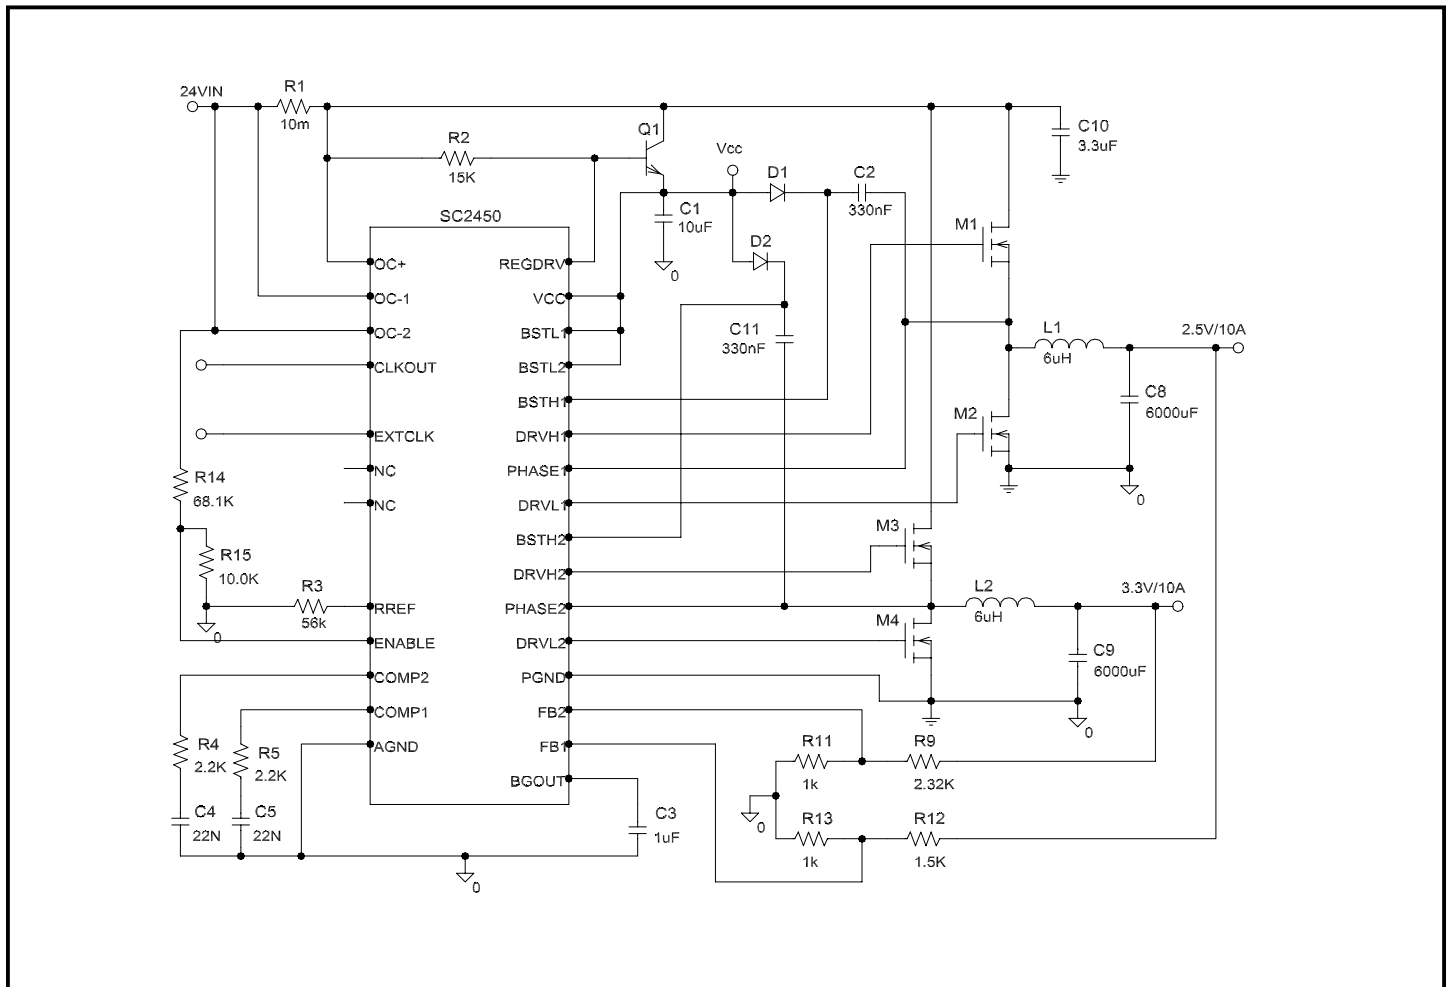 24VIN
R1
10m
R2
15K
Q1
Vcc
D1
C2
330nF
C10
3.3uF
SC2450
C1
10uF
0
D2
C11
330nF
M1
L1
6uH
2.5V/10A
C8
6000uF
0
M2
OC+
OC-1
OC-2
CLKOUT
EXTCLK
NC
NC
RREF
ENABLE
COMP2
COMP1
AGND
REGDRV
VCC
BSTL1
BSTL2
BSTH1
DRVH1
PHASE1
DRVL1
BSTH2
DRVH2
PHASE2
DRVL2
PGND
FB2
FB1
BGOUT
R14
68.1K
R15
10.0K
0
R3
56k
M3
M4
L2
6uH
3.3V/10A
C9
6000uF
0
R4
2.2K
R5
2.2K
C4
22N
C5
22N
C3
1uF
0
R11
1k
R9
2.32K
0
R13
1k
R12
1.5K